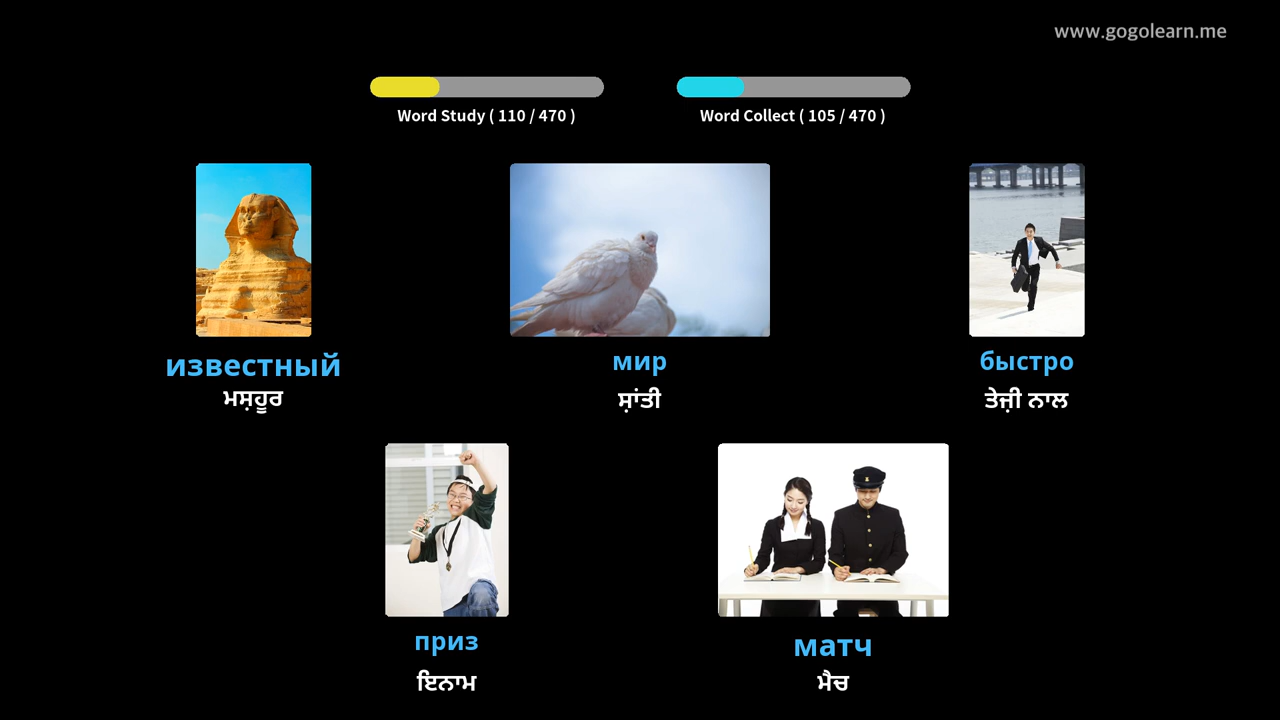 www.gogolearn.me
Word Study ( 110 / 470 )
Word Collect ( 105 / 470 )
известный
ਮਸ਼ਹੂਰ
мир
ਸ਼ਾਂਤੀ
быстро
ਤੇਜ਼ੀ ਨਾਲ
приз
ਇਨਾਮ
матч
ਮੈਚ